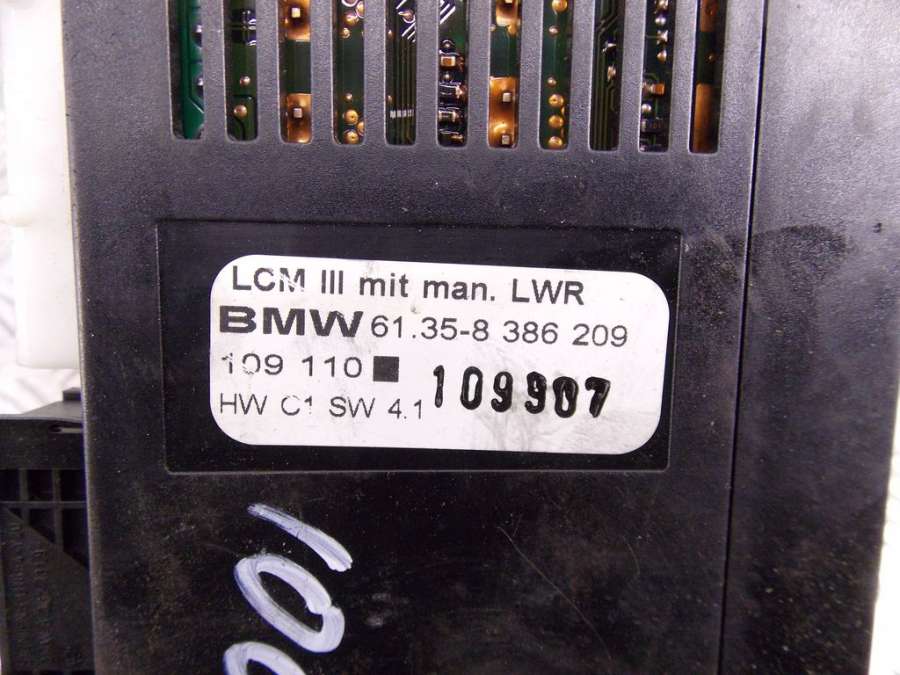 LCM III mit man. LWR
BMW 61.35-8 386 209
109 110 ■ 109907
HW C1 SW 4.1
100